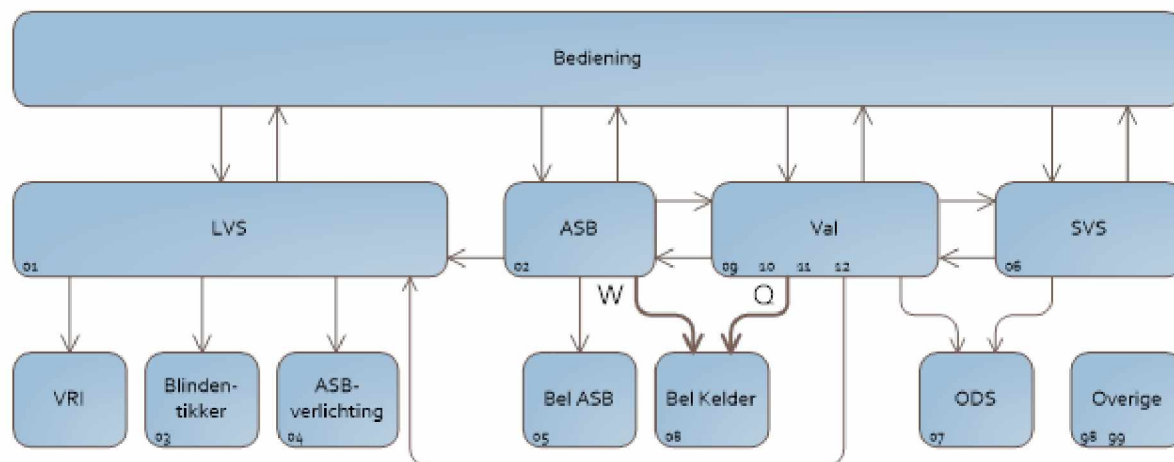 Bediening
LVS
01
ASB
02
Val
09 10 11 12
SVS
06
W
Q
VRI
Blinden-
tikker
03
ASB-
verlichting
04
Bel ASB
05
Bel Kelder
08
ODS
07
Overige
98 99